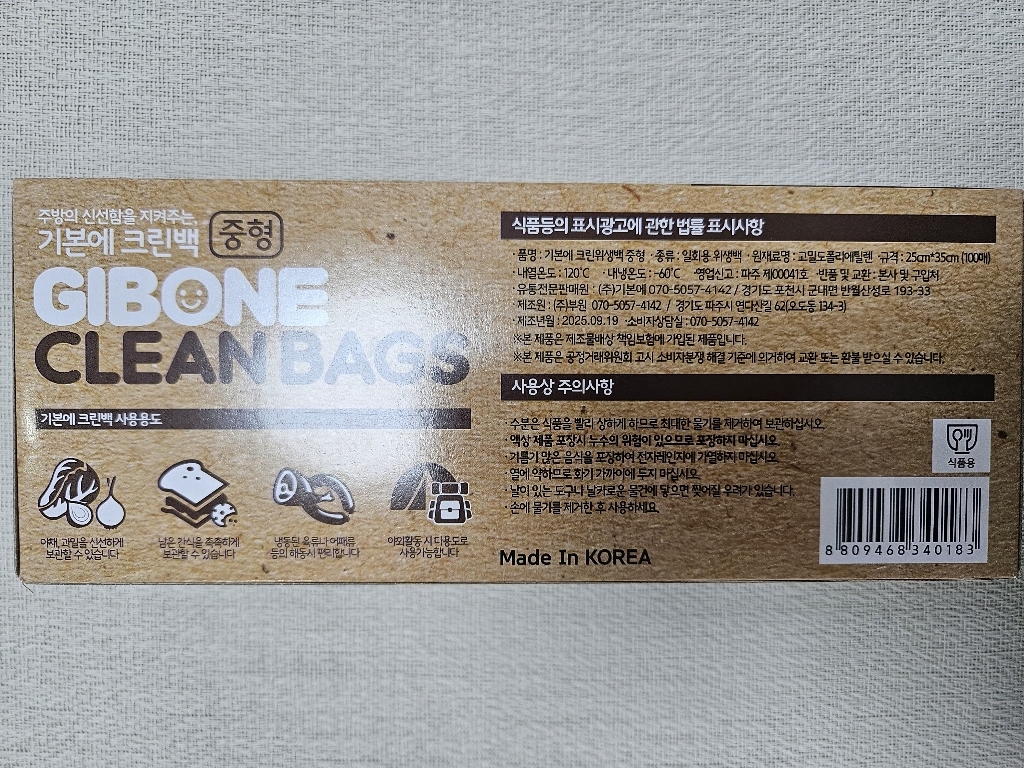 주방의 신선함을 지켜주는,
기본에 크린백 중형
GIBONE
CLEAN BAGS
기본에 크린백 사용용도
야채, 과일을 신선하게
보관할 수 있습니다
남은 간식을 촉촉하게
보관할 수 있습니다
냉동된 육류나 어패류
등의 해동시 편리합니다
야외활동 시 다용도로
사용가능합니다
식품등의 표시광고에 관한 법률 표시사항
· 품명 : 기본에 크린위생백 중형 · 종류 : 일회용 위생백 · 원재료명 : 고밀도폴리에틸렌 · 규격 : 25cm*35cm (100매)
· 내열온도 : 120℃ · 내냉온도 : -60℃ · 영업신고 : 파주 제00041호 · 반품 및 교환 : 본사 및 구입처
· 유통전문판매원 : (주)기본에 070-5057-4142 / 경기도 포천시 군내면 반월산성로 193-33
· 제조원 : (주)부원 070-5057-4142 / 경기도 파주시 연다산길 62(오도동 134-3)
· 제조년월 : 2025.09.19 · 소비자상담실 : 070-5057-4142
※본 제품은 제조물배상 책임보험에 가입된 제품입니다.
※본 제품은 공정거래위원회 고시 소비자분쟁 해결 기준에 의거하여 교환 또는 환불 받으실 수 있습니다.
사용상 주의사항
· 수분은 식품을 빨리 상하게 하므로 최대한 물기를 제거하여 보관하십시오.
· 액상 제품 포장시 누수의 위험이 있으므로 포장하지 마십시오.
· 기름기 많은 음식을 포장하여 전자레인지에 가열하지 마십시오.
· 열에 약하므로 화기 가까이에 두지 마십시오.
· 날이 있는 도구나 날카로운 물건에 닿으면 찢어질 우려가 있습니다.
· 손에 물기를 제거한 후 사용하세요.
식품용
Made In KOREA
8 809468 340183